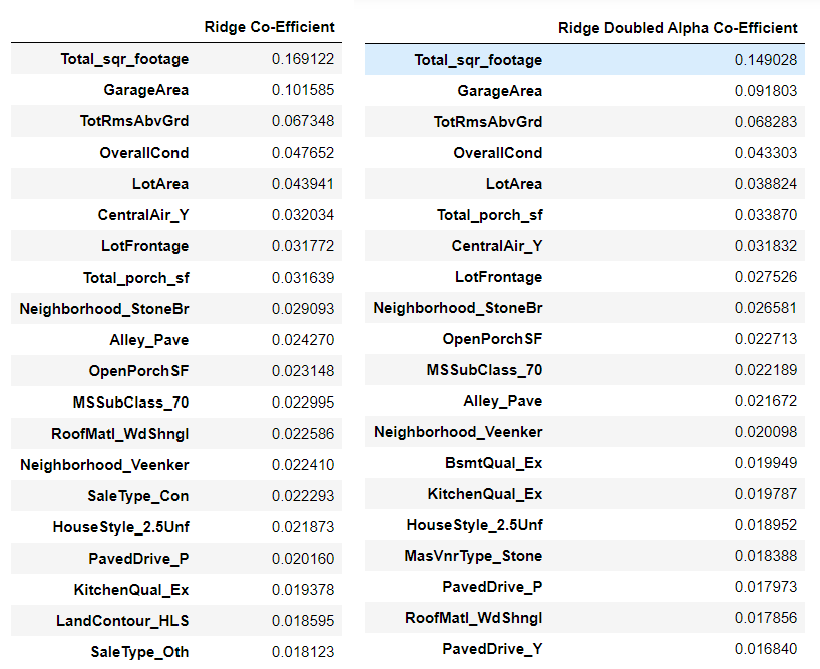 Ridge Co-Efficient
Total_sqr_footage 0.169122
GarageArea 0.101585
TotRmsAbvGrd 0.067348
OverallCond 0.047652
LotArea 0.043941
CentralAir_Y 0.032034
LotFrontage 0.031772
Total_porch_sf 0.031639
Neighborhood_StoneBr 0.029093
Alley_Pave 0.024270
OpenPorchSF 0.023148
MSSubClass_70 0.022995
RoofMatl_WdShngl 0.022586
Neighborhood_Veenker 0.022410
SaleType_Con 0.022293
HouseStyle_2.5Unf 0.021873
PavedDrive_P 0.020160
KitchenQual_Ex 0.019378
LandContour_HLS 0.018595
SaleType_Oth 0.018123
Ridge Doubled Alpha Co-Efficient
Total_sqr_footage 0.149028
GarageArea 0.091803
TotRmsAbvGrd 0.068283
OverallCond 0.043303
LotArea 0.038824
Total_porch_sf 0.033870
CentralAir_Y 0.031832
LotFrontage 0.027526
Neighborhood_StoneBr 0.026581
OpenPorchSF 0.022713
MSSubClass_70 0.022189
Alley_Pave 0.021672
Neighborhood_Veenker 0.020098
BsmtQual_Ex 0.019949
KitchenQual_Ex 0.019787
HouseStyle_2.5Unf 0.018952
MasVnrType_Stone 0.018388
PavedDrive_P 0.017973
RoofMatl_WdShngl 0.017856
PavedDrive_Y 0.016840